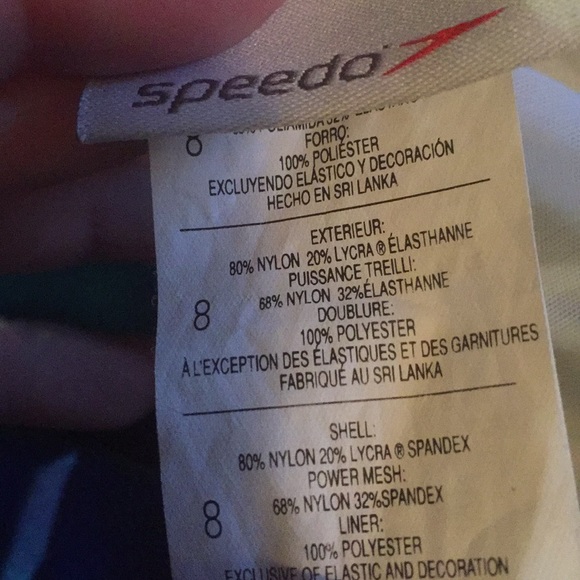 speedo
8
FORRO:
100% POLIÉSTER
EXCLUYENDO ELÁSTICO Y DECORACIÓN
HECHO EN SRI LANKA
EXTERIEUR:
80% NYLON 20% LYCRA ® ÉLASTHANNE
PUISSANCE TREILLI:
68% NYLON 32%ÉLASTHANNE
8
DOUBLURE:
100% POLYESTER
À L'EXCEPTION DES ÉLASTIQUES ET DES GARNITURES
FABRIQUÉ AU SRI LANKA
SHELL:
80% NYLON 20% LYCRA ® SPANDEX
POWER MESH:
68% NYLON 32%SPANDEX
8
LINER:
100% POLYESTER
EXCLUSIVE OF ELASTIC AND DECORATION